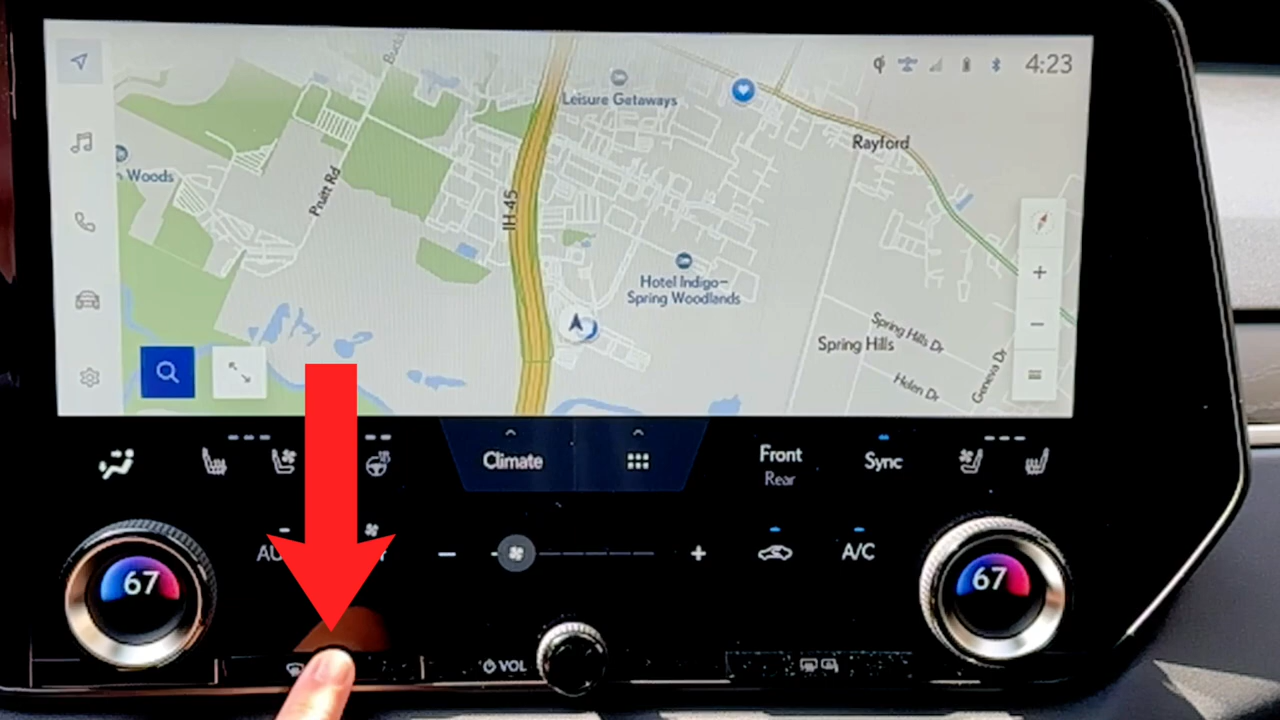 4:23
Leisure Getaways
Rayford
Woods
Pruitt Rd
IH 45
Hotel Indigo-
Spring Woodlands
Spring Hills Dr
Spring Hills
Geneva Dr
Helen Dr
Climate
Front
Rear
Sync
67
A/C
67
VOL